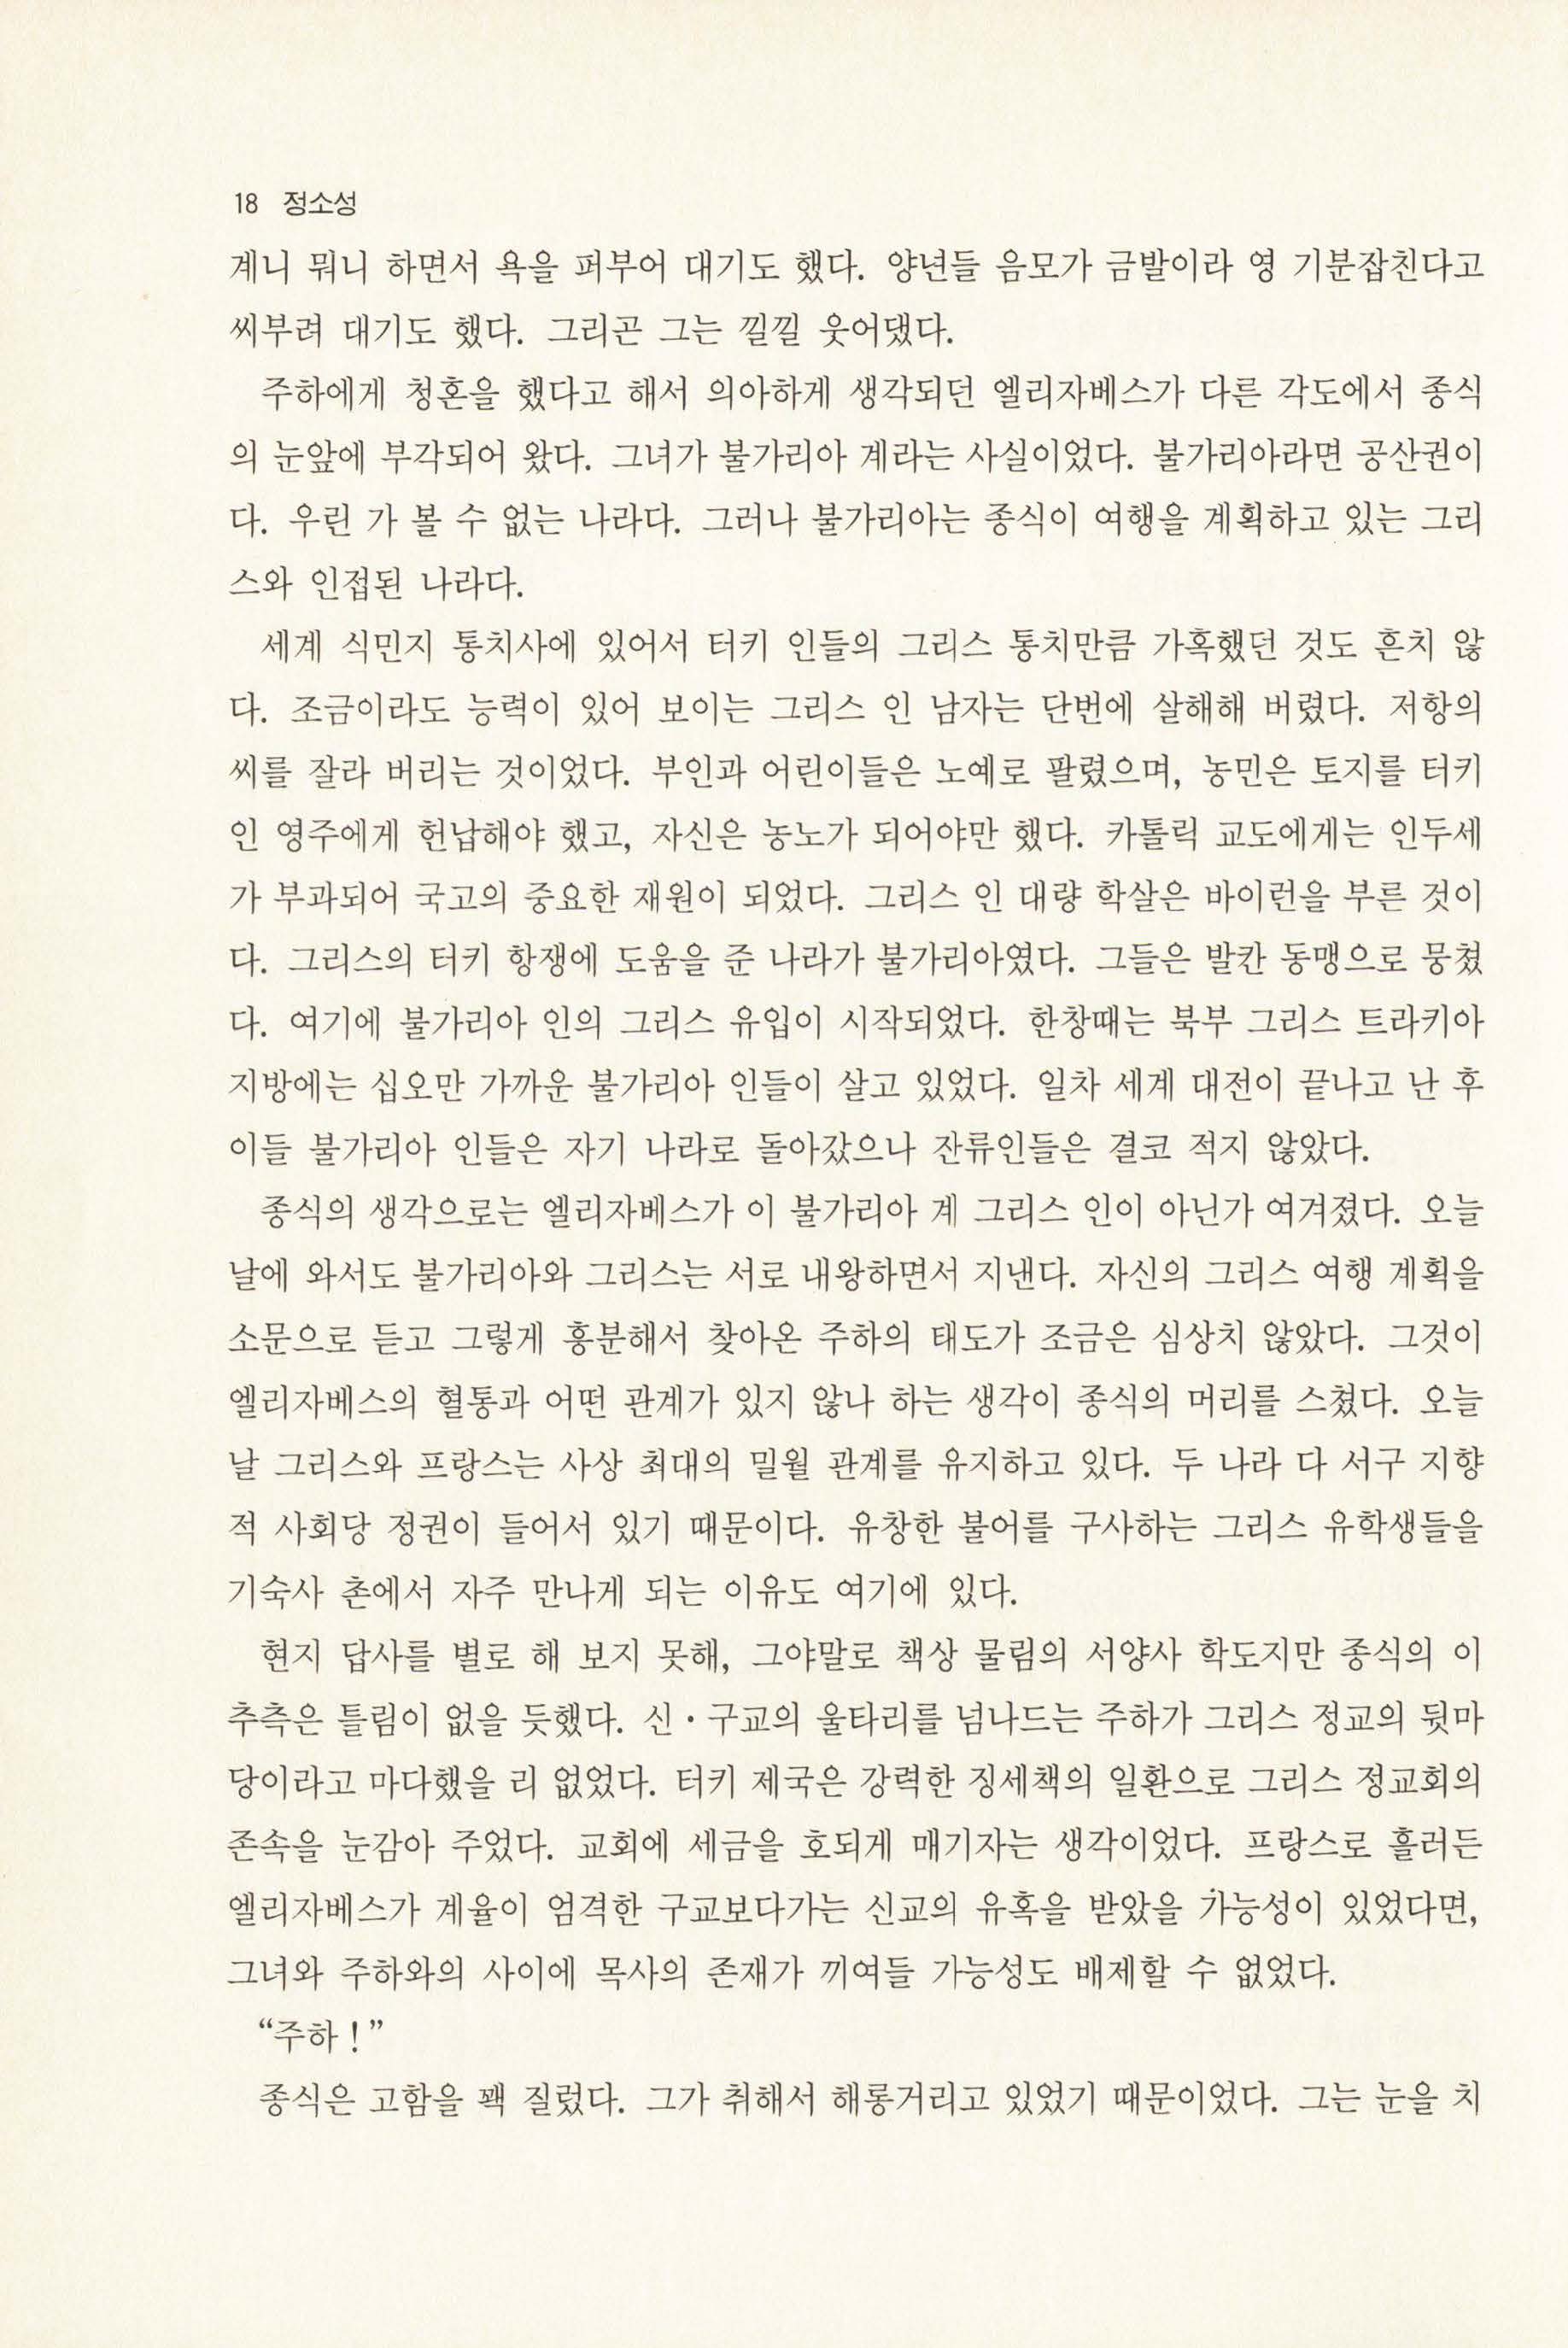 18 정소성
계니 뭐니 하면서 욕을 퍼부어 대기도 했다. 양년들 음모가 금발이라 영 기분잡친다고
씨부려 대기도 했다. 그리곤 그는 낄낄 웃어댔다.
주하에게 청혼을 했다고 해서 의아하게 생각되던 엘리자베스가 다른 각도에서 종식
의 눈앞에 부각되어 왔다. 그녀가 불가리아 계라는 사실이었다. 불가리아라면 공산권이
다. 우린 가 볼 수 없는 나라다. 그러나 불가리아는 종식이 여행을 계획하고 있는 그리
스와 인접된 나라다.
세계 식민지 통치사에 있어서 터키 인들의 그리스 통치만큼 가혹했던 것도 흔치 않
다. 조금이라도 능력이 있어 보이는 그리스 인 남자는 단번에 살해해 버렸다. 저항의
씨를 잘라 버리는 것이었다. 부인과 어린이들은 노예로 팔렸으며, 농민은 토지를 터키
인 영주에게 헌납해야 했고, 자신은 농노가 되어야만 했다. 카톨릭 교도에게는 인두세
가 부과되어 국고의 중요한 재원이 되었다. 그리스 인 대량 학살은 바이런을 부른 것이
다. 그리스의 터키 항쟁에 도움을 준 나라가 불가리아였다. 그들은 발칸 동맹으로 뭉쳤
다. 여기에 불가리아 인의 그리스 유입이 시작되었다. 한창때는 북부 그리스 트라키아
지방에는 십오만 가까운 불가리아 인들이 살고 있었다. 일차 세계 대전이 끝나고 난 후
이들 불가리아 인들은 자기 나라로 돌아갔으나 잔류인들은 결코 적지 않았다.
종식의 생각으로는 엘리자베스가 이 불가리아 계 그리스 인이 아닌가 여겨졌다. 오늘
날에 와서도 불가리아와 그리스는 서로 내왕하면서 지낸다. 자신의 그리스 여행 계획을
소문으로 듣고 그렇게 흥분해서 찾아온 주하의 태도가 조금은 심상치 않았다. 그것이
엘리자베스의 혈통과 어떤 관계가 있지 않나 하는 생각이 종식의 머리를 스쳤다. 오늘
날 그리스와 프랑스는 사상 최대의 밀월 관계를 유지하고 있다. 두 나라 다 서구 지향
적 사회당 정권이 들어서 있기 때문이다. 유창한 불어를 구사하는 그리스 유학생들을
기숙사 촌에서 자주 만나게 되는 이유도 여기에 있다.
현지 답사를 별로 해 보지 못해, 그야말로 책상 물림의 서양사 학도지만 종식의 이
추측은 틀림이 없을 듯했다. 신·구교의 울타리를 넘나드는 주하가 그리스 정교의 뒷마
당이라고 마다했을 리 없었다. 터키 제국은 강력한 징세책의 일환으로 그리스 정교회의
존속을 눈감아 주었다. 교회에 세금을 호되게 매기자는 생각이었다. 프랑스로 흘러든
엘리자베스가 계율이 엄격한 구교보다가는 신교의 유혹을 받았을 가능성이 있었다면,
그녀와 주하와의 사이에 목사의 존재가 끼여들 가능성도 배제할 수 없었다.
“주하!”
종식은 고함을 꽥 질렀다. 그가 취해서 해롱거리고 있었기 때문이었다. 그는 눈을 치